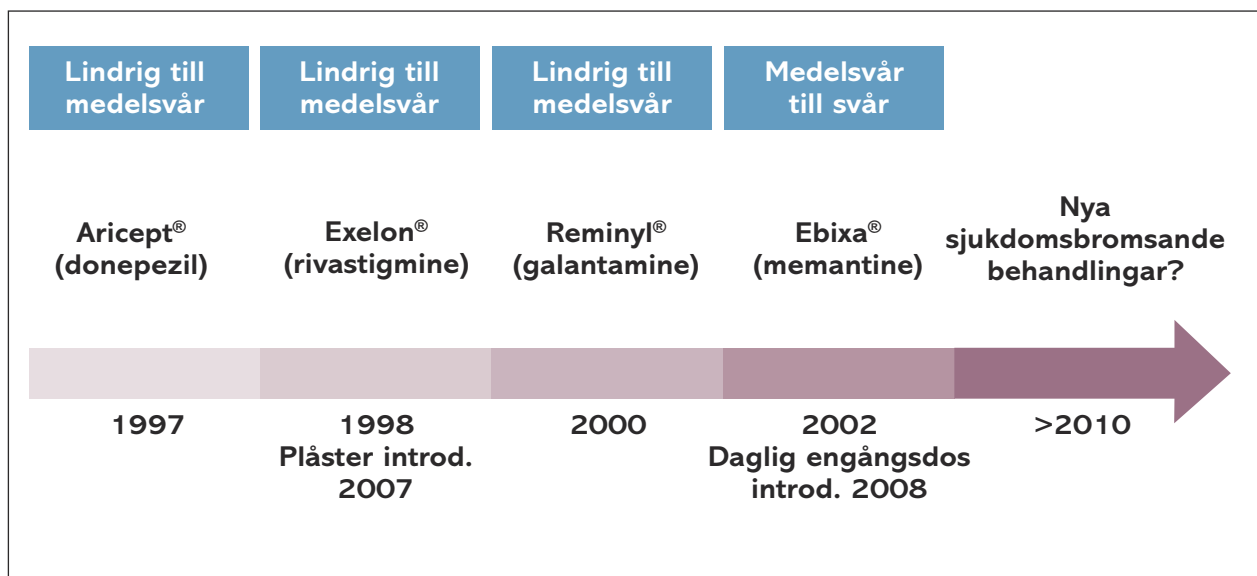 Lindrig till
medelsvår
Lindrig till
medelsvår
Lindrig till
medelsvår
Medelsvår
till svår
Aricept®
(donepezil)
Exelon®
(rivastigmine)
Reminyl®
(galantamine)
Ebixa®
(memantine)
Nya
sjukdomsbromsande
behandlingar?
1997
1998
Plåster introd.
2007
2000
2002
Daglig engångsdos
introd. 2008
>2010